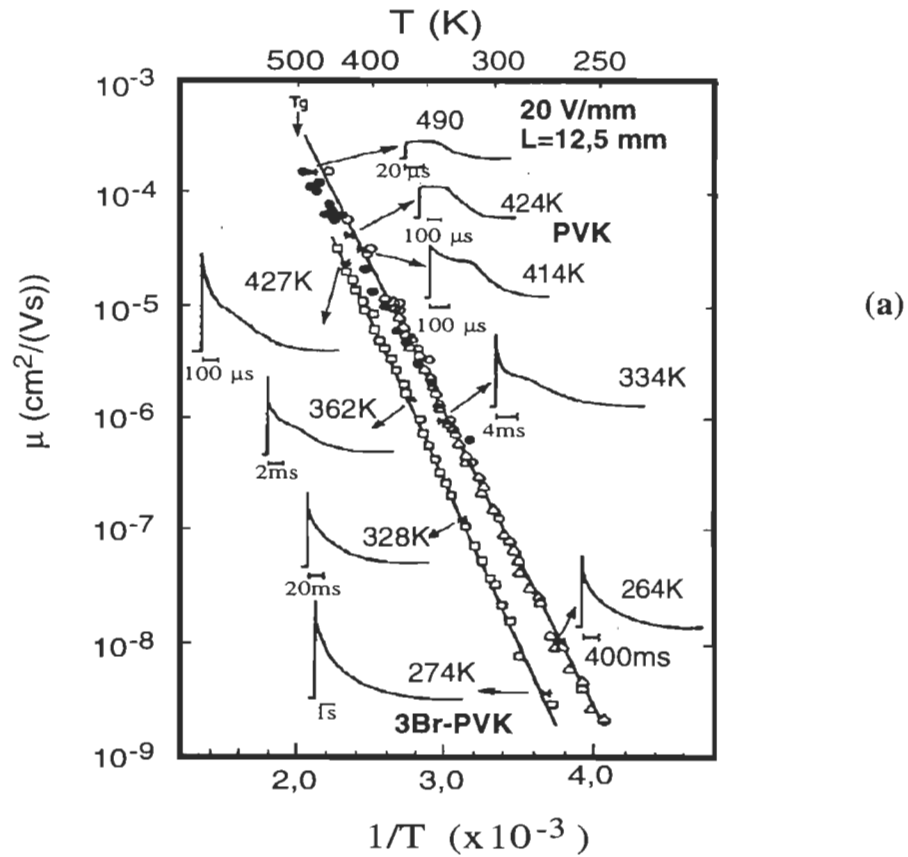 T (K)
500 400 300 250
10⁻³
Tg
20 V/mm
L=12,5 mm
490
20 µs
10⁻⁴
424K
100 µs
PVK
427K
414K
10⁻⁵
100 µs
100 µs
(a)
µ (cm²/(Vs))
334K
362K
10⁻⁶
4ms
2ms
10⁻⁷
328K
20ms
264K
10⁻⁸
400ms
274K
1s
3Br-PVK
10⁻⁹
2,0 3,0 4,0
1/T (x10⁻³)